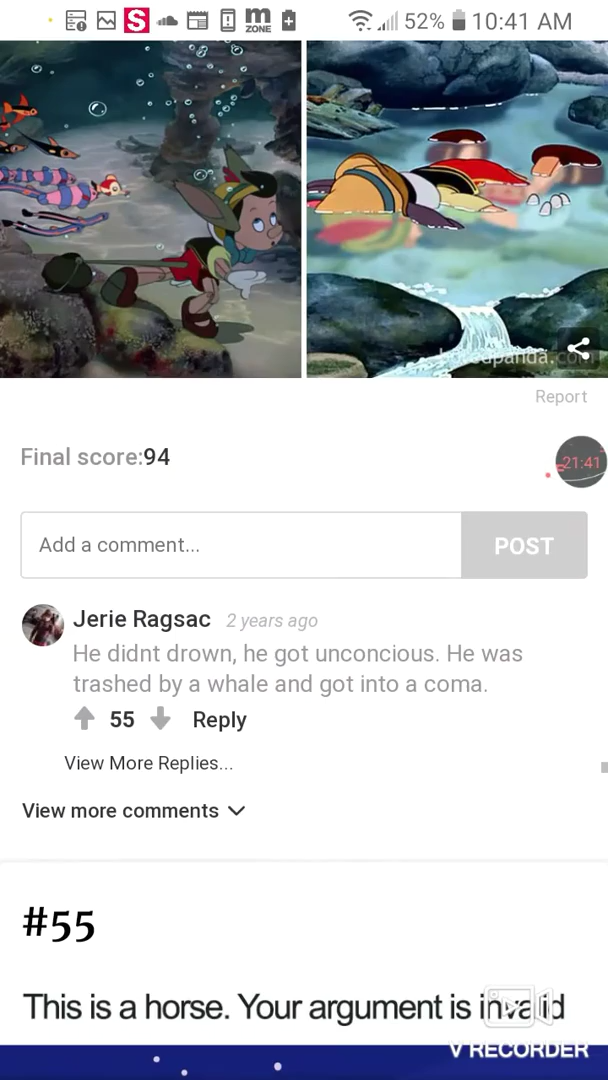 S m ZONE 52% 10:41 AM
boredpanda.com
Report
Final score:94
21:41
Add a comment...
POST
Jerie Ragsac 2 years ago
He didnt drown, he got unconcious. He was
trashed by a whale and got into a coma.
55 Reply
View More Replies...
View more comments
#55
This is a horse. Your argument is invalid
V RECORDER